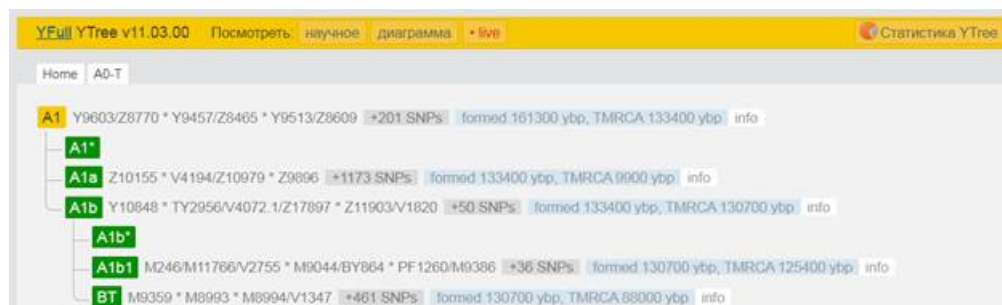 YFull YTree v11.03.00 Посмотреть: научное диаграмма • live Статистика YTree
Home A0-T
A1 Y9603/Z8770 * Y9457/Z8465 * Y9513/Z8609 +201 SNPs formed 161300 ybp, TMRCA 133400 ybp info
A1*
A1a Z10155 * V4194/Z10979 * Z9896 +1173 SNPs formed 133400 ybp, TMRCA 9900 ybp info
A1b Y10848 * TY2956/V4072.1/Z17897 * Z11903/V1820 +50 SNPs formed 133400 ybp, TMRCA 130700 ybp info
A1b*
A1b1 M246/M11766/V2755 * M9044/BY864 * PF1260/M9386 +36 SNPs formed 130700 ybp, TMRCA 125400 ybp info
BT M9359 * M8993 * M8994/V1347 +461 SNPs formed 130700 ybp, TMRCA 88000 ybp info